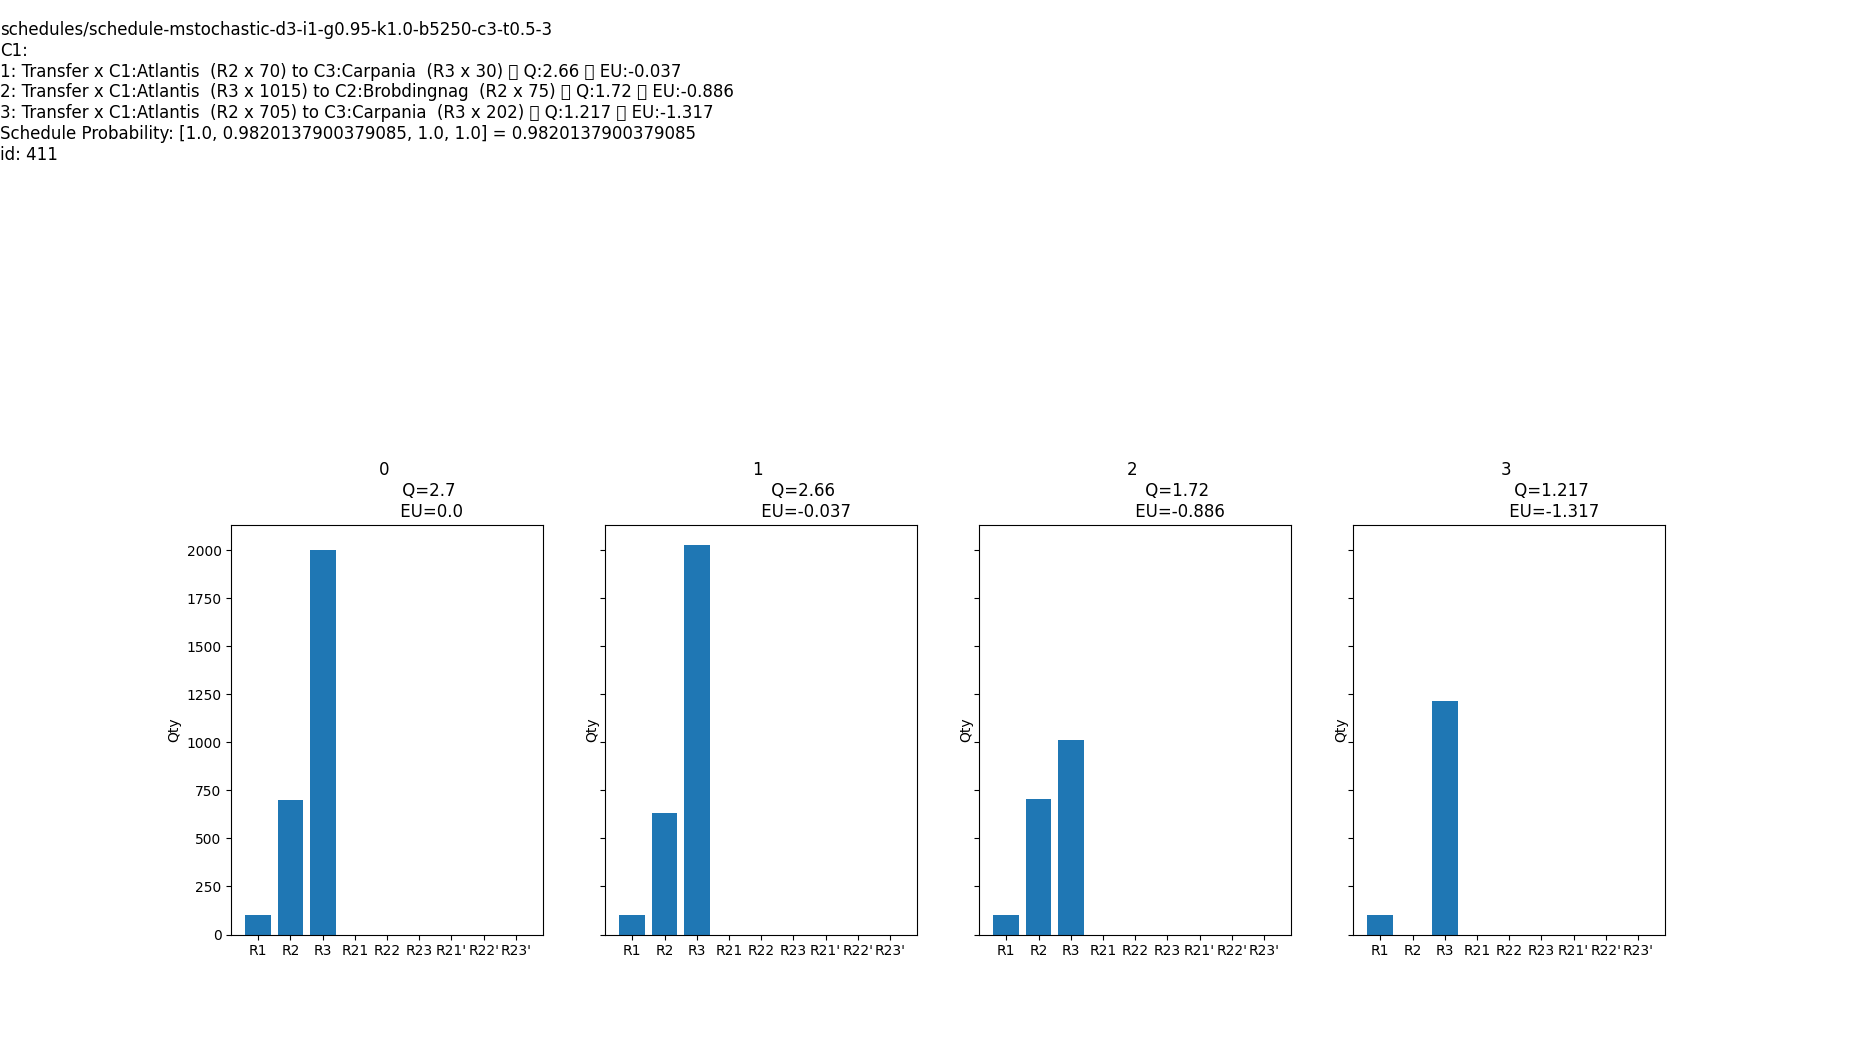 schedules/schedule-mstochastic-d3-i1-g0.95-k1.0-b5250-c3-t0.5-3
C1:
1: Transfer x C1:Atlantis  (R2 x 70) to C3:Carpania  (R3 x 30) ▯ Q:2.66 ▯ EU:-0.037
2: Transfer x C1:Atlantis  (R3 x 1015) to C2:Brobdingnag  (R2 x 75) ▯ Q:1.72 ▯ EU:-0.886
3: Transfer x C1:Atlantis  (R2 x 705) to C3:Carpania  (R3 x 202) ▯ Q:1.217 ▯ EU:-1.317
Schedule Probability: [1.0, 0.9820137900379085, 1.0, 1.0] = 0.9820137900379085
id: 411
0
Q=2.7
EU=0.0
Qty
2000
1750
1500
1250
1000
750
500
250
0
R1 R2 R3 R21 R22 R23 R21' R22' R23'
1
Q=2.66
EU=-0.037
Qty
R1 R2 R3 R21 R22 R23 R21' R22' R23'
2
Q=1.72
EU=-0.886
Qty
R1 R2 R3 R21 R22 R23 R21' R22' R23'
3
Q=1.217
EU=-1.317
Qty
R1 R2 R3 R21 R22 R23 R21' R22' R23'